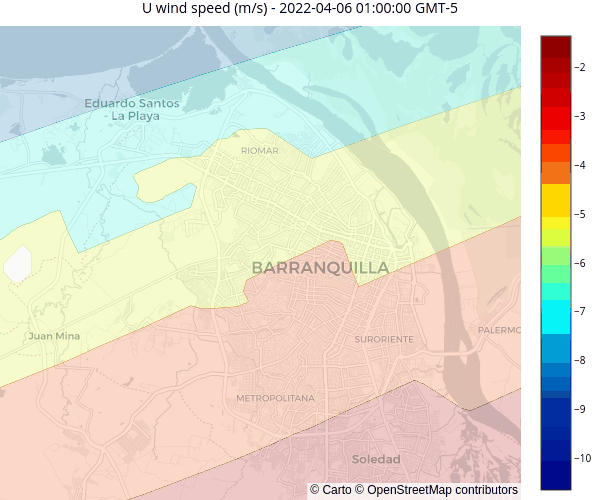 U wind speed (m/s) - 2022-04-06 01:00:00 GMT-5
Eduardo Santos
- La Playa
RIOMAR
BARRANQUILLA
Juan Mina
SURORIENTE
PALERMO
METROPOLITANA
Soledad
© Carto © OpenStreetMap contributors
−2
−3
−4
−5
−6
−7
−8
−9
−10